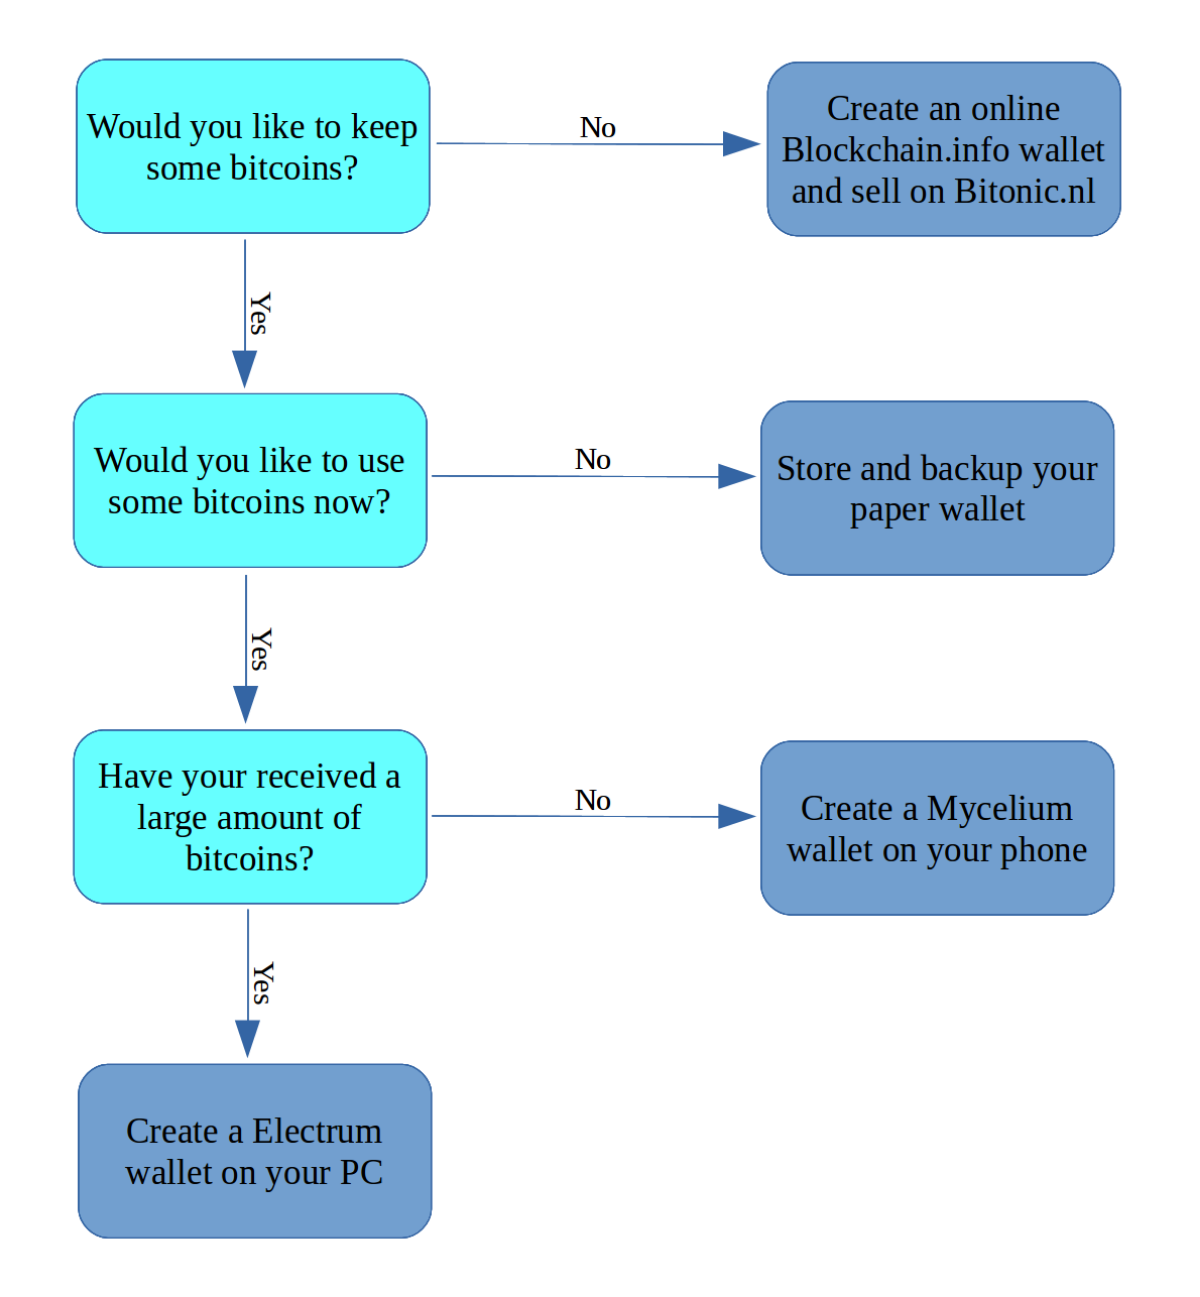 Would you like to keep
some bitcoins?
No
Create an online
Blockchain.info wallet
and sell on Bitonic.nl
Yes
Would you like to use
some bitcoins now?
No
Store and backup your
paper wallet
Yes
Have your received a
large amount of
bitcoins?
No
Create a Mycelium
wallet on your phone
Yes
Create a Electrum
wallet on your PC